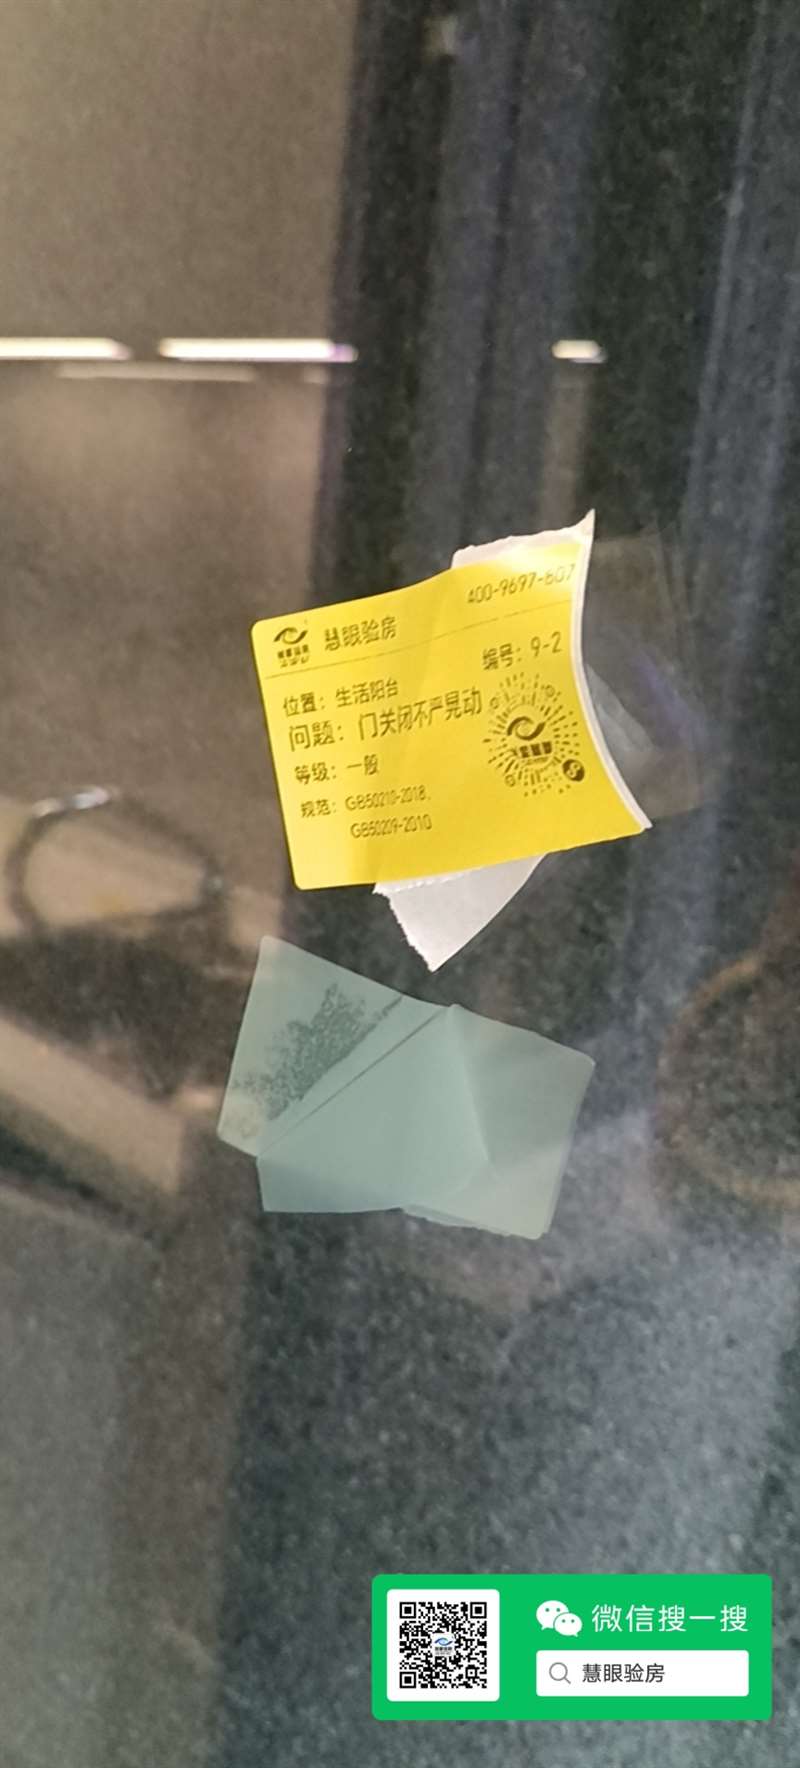 慧眼验房
400-9697-607
编号：9-2
位置：生活阳台
问题：门关闭不严晃动
等级：一般
规范：GB50210-2018、
GB50209-2010
微信搜一搜
慧眼验房